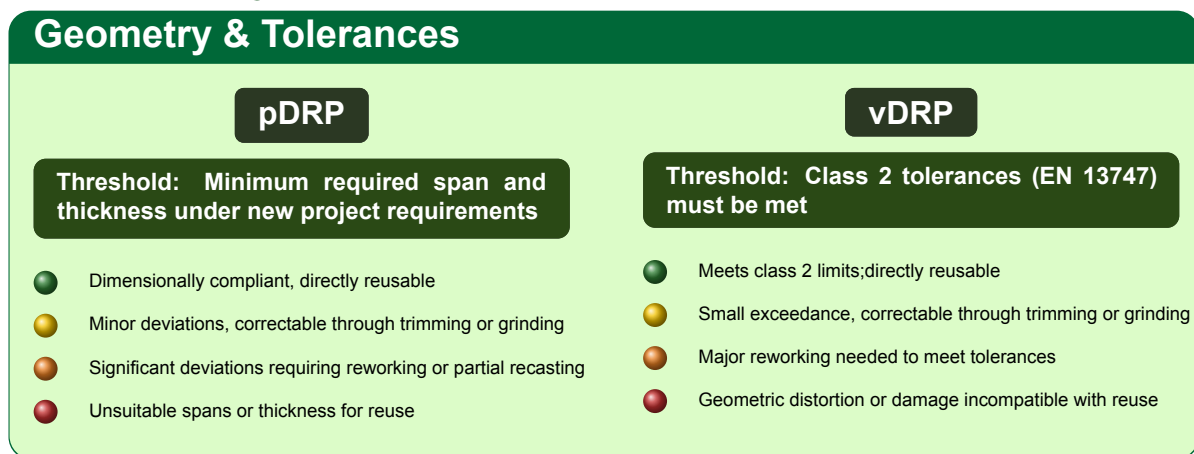 Geometry & Tolerances
pDRP
Threshold: Minimum required span and
thickness under new project requirements
Dimensionally compliant, directly reusable
Minor deviations, correctable through trimming or grinding
Significant deviations requiring reworking or partial recasting
Unsuitable spans or thickness for reuse
vDRP
Threshold: Class 2 tolerances (EN 13747)
must be met
Meets class 2 limits;directly reusable
Small exceedance, correctable through trimming or grinding
Major reworking needed to meet tolerances
Geometric distortion or damage incompatible with reuse